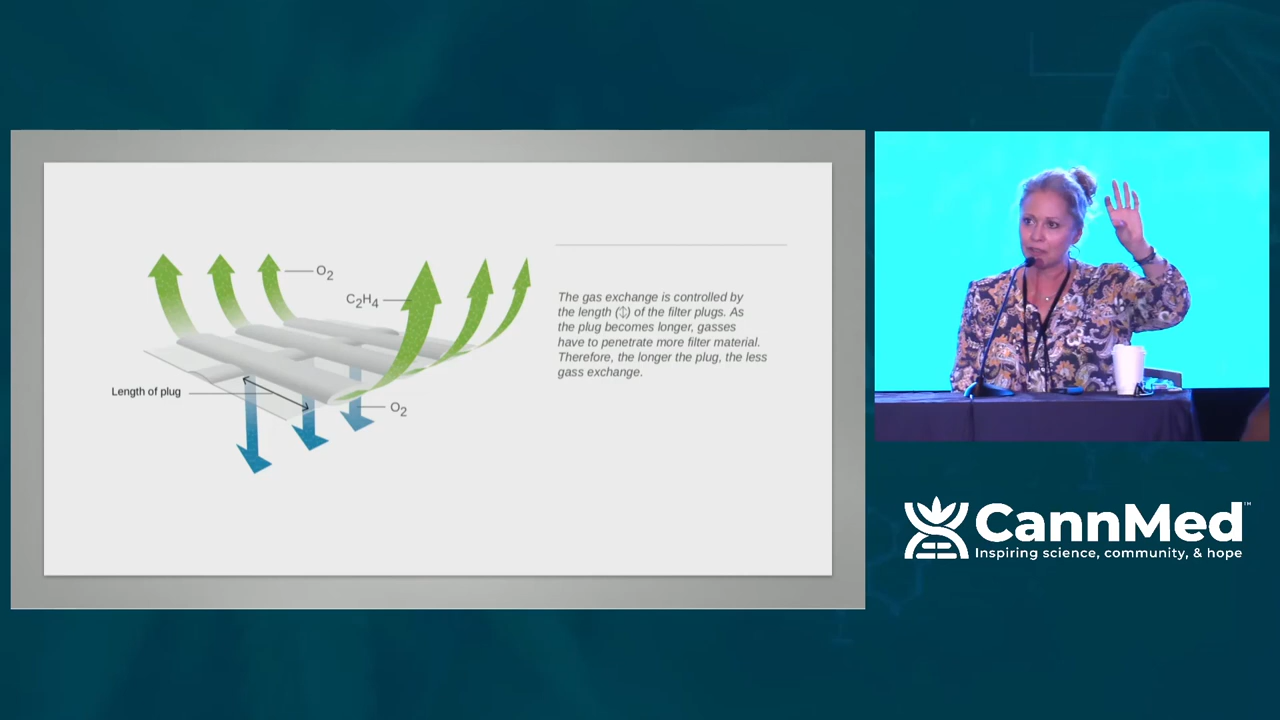 O2
C2H4
The gas exchange is controlled by
the length (↕) of the filter plugs. As
the plug becomes longer, gasses
have to penetrate more filter material.
Therefore, the longer the plug, the less
gass exchange.
Length of plug
O2
CannMed™
Inspiring science, community, & hope